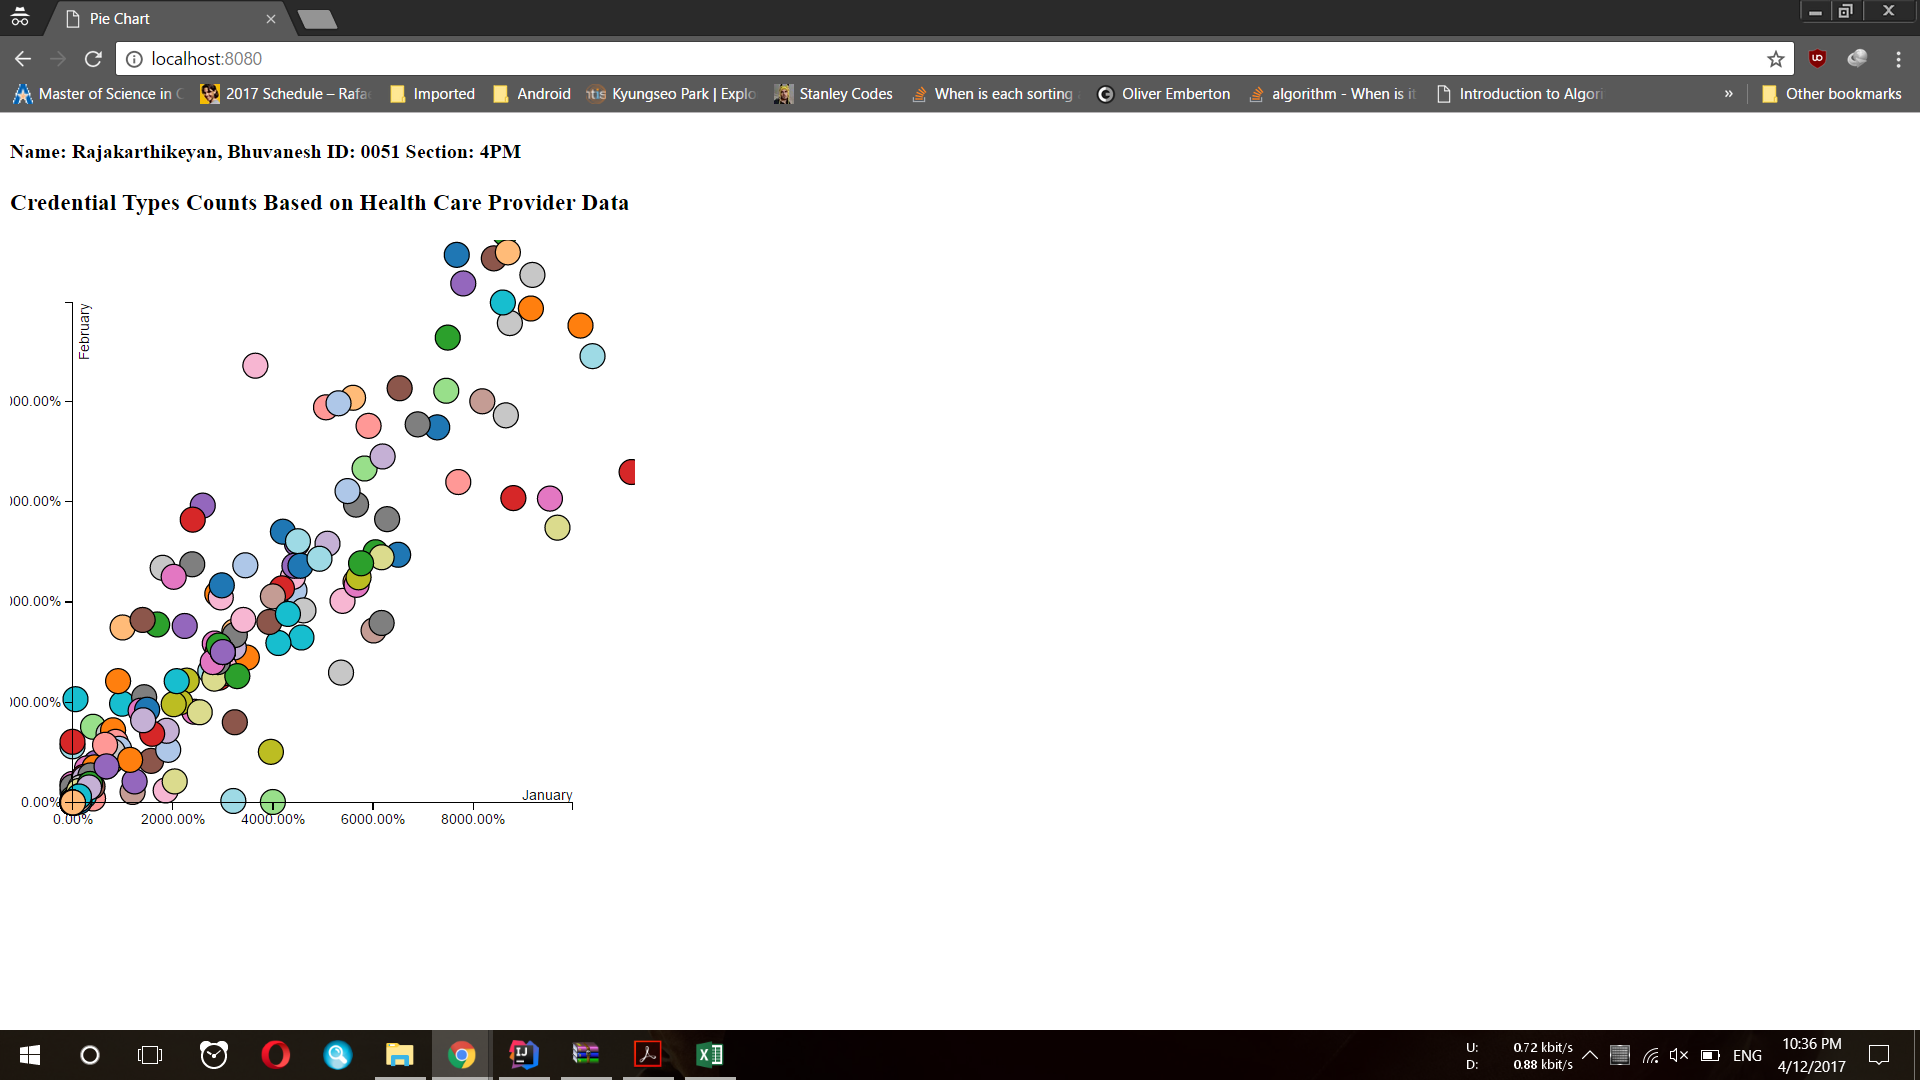 Pie Chart
localhost:8080
Master of Science in C
2017 Schedule – Rafa
Imported
Android
Kyungseo Park | Explo
Stanley Codes
When is each sorting
Oliver Emberton
algorithm - When is it
Introduction to Algori
»
Other bookmarks
Name: Rajakarthikeyan, Bhuvanesh ID: 0051 Section: 4PM
Credential Types Counts Based on Health Care Provider Data
February
000.00%
000.00%
000.00%
000.00%
0.00%
January
0.00%
2000.00%
4000.00%
6000.00%
8000.00%
U: 0.72 kbit/s
D: 0.88 kbit/s
ENG
10:36 PM
4/12/2017